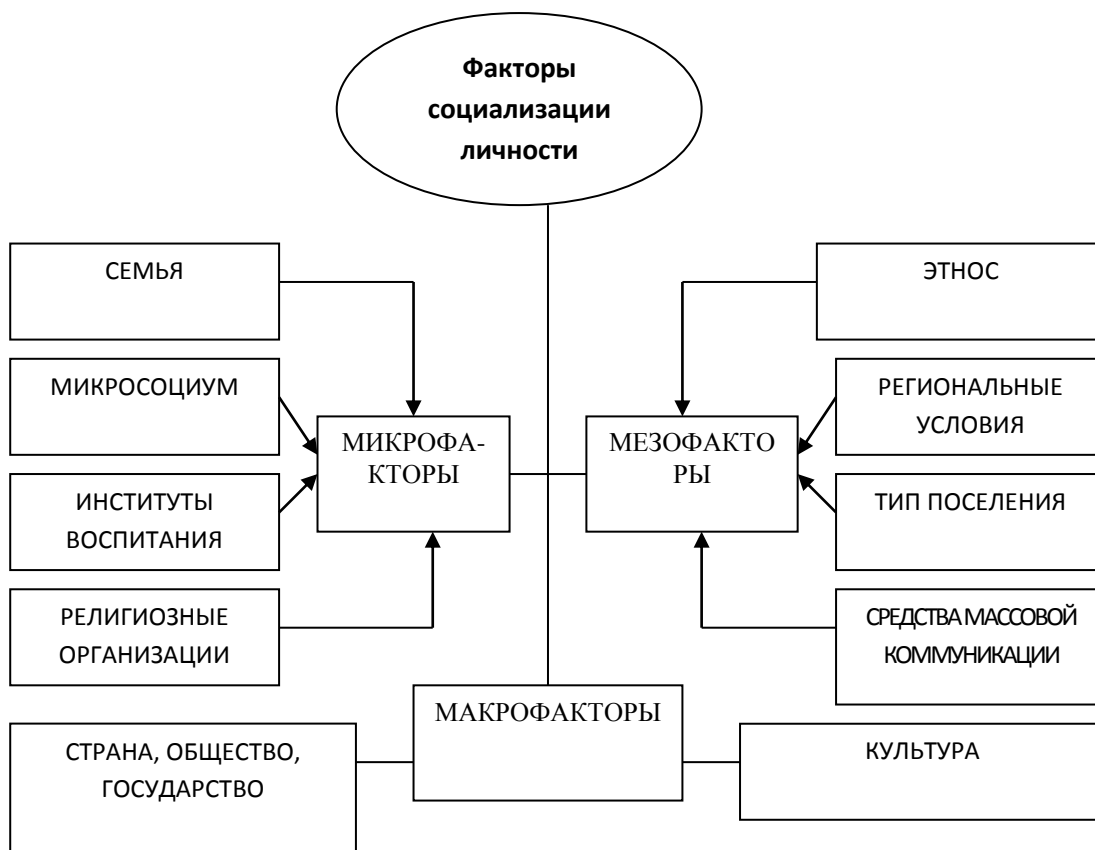 Факторы
социализации
личности
СЕМЬЯ
ЭТНОС
МИКРОСОЦИУМ
РЕГИОНАЛЬНЫЕ
УСЛОВИЯ
МИКРОФА-
КТОРЫ
МЕЗОФАКТО
РЫ
ИНСТИТУТЫ
ВОСПИТАНИЯ
ТИП ПОСЕЛЕНИЯ
РЕЛИГИОЗНЫЕ
ОРГАНИЗАЦИИ
СРЕДСТВА МАССОВОЙ
КОММУНИКАЦИИ
МАКРОФАКТОРЫ
СТРАНА, ОБЩЕСТВО,
ГОСУДАРСТВО
КУЛЬТУРА